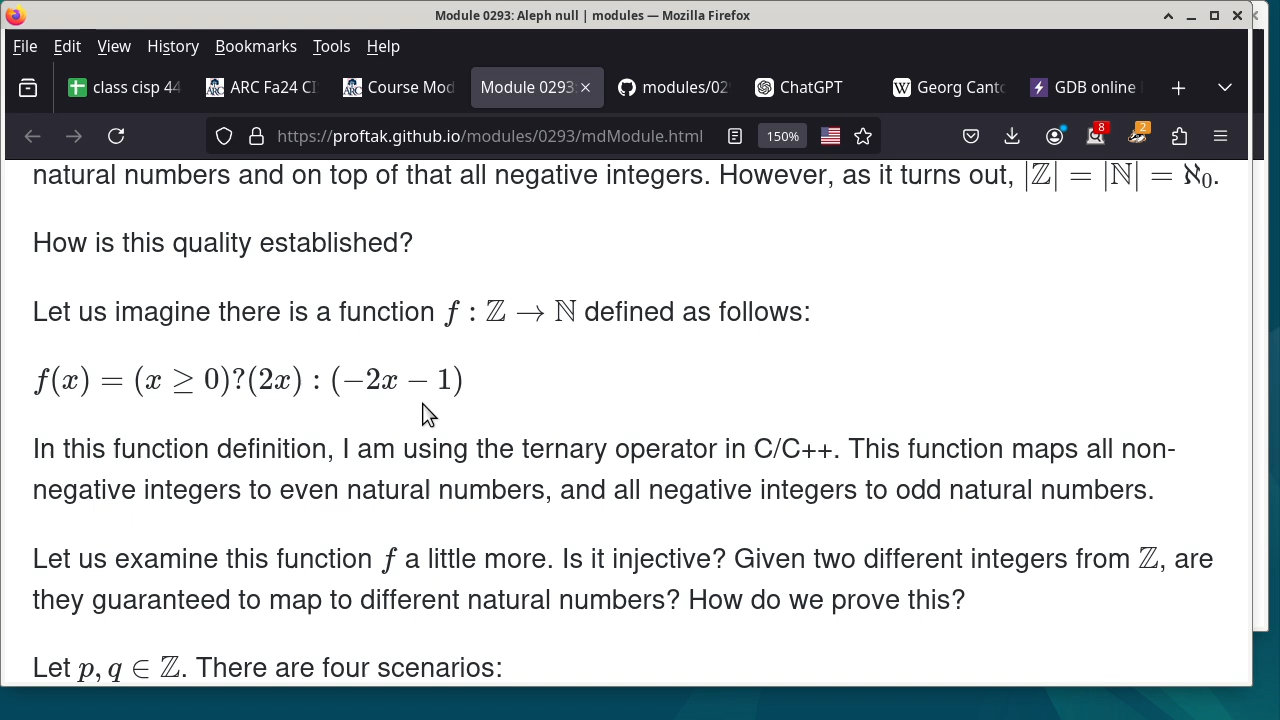 Module 0293: Aleph null | modules — Mozilla Firefox
File Edit View History Bookmarks Tools Help
class cisp 44 ARC Fa24 CI Course Mod Module 0293: modules/02 ChatGPT Georg Canto GDB online
https://proftak.github.io/modules/0293/mdModule.html 150% 8 2
natural numbers and on top of that all negative integers. However, as it turns out, |ℤ| = |ℕ| = ℵ₀.
How is this quality established?
Let us imagine there is a function f : ℤ → ℕ defined as follows:
f(x) = (x ≥ 0)?(2x) : (−2x − 1)
In this function definition, I am using the ternary operator in C/C++. This function maps all non-
negative integers to even natural numbers, and all negative integers to odd natural numbers.
Let us examine this function f a little more. Is it injective? Given two different integers from ℤ, are
they guaranteed to map to different natural numbers? How do we prove this?
Let p, q ∈ ℤ. There are four scenarios: